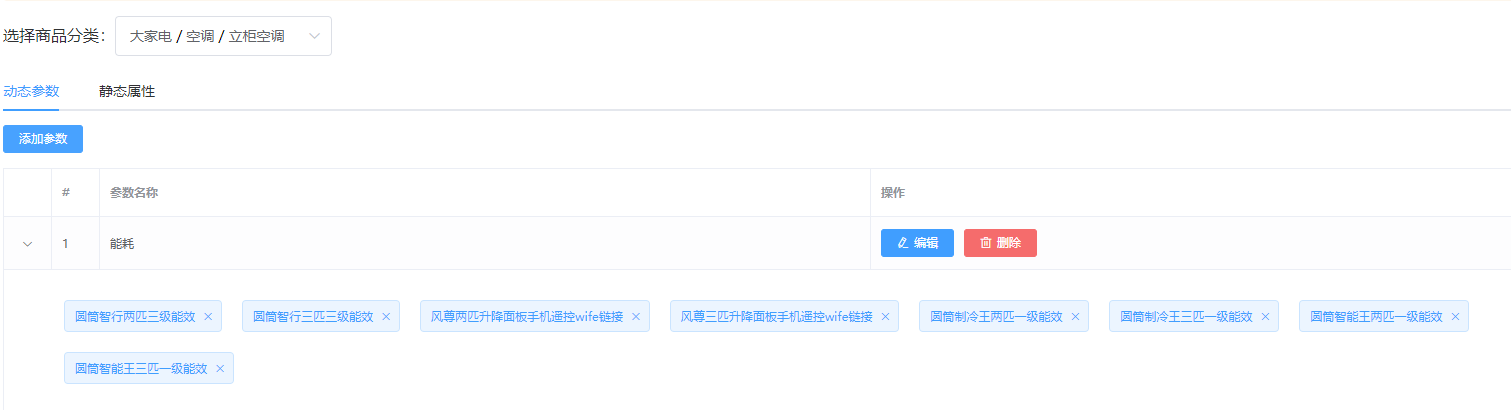 选择商品分类： 大家电 / 空调 / 立柜空调
动态参数 静态属性
添加参数
# 参数名称 操作
1 能耗 编辑 删除
圆筒智行两匹三级能效 圆筒智行三匹三级能效 风尊两匹升降面板手机遥控wife链接 风尊三匹升降面板手机遥控wife链接 圆筒制冷王两匹一级能效 圆筒制冷王三匹一级能效 圆筒智能王两匹一级能效
圆筒智能王三匹一级能效